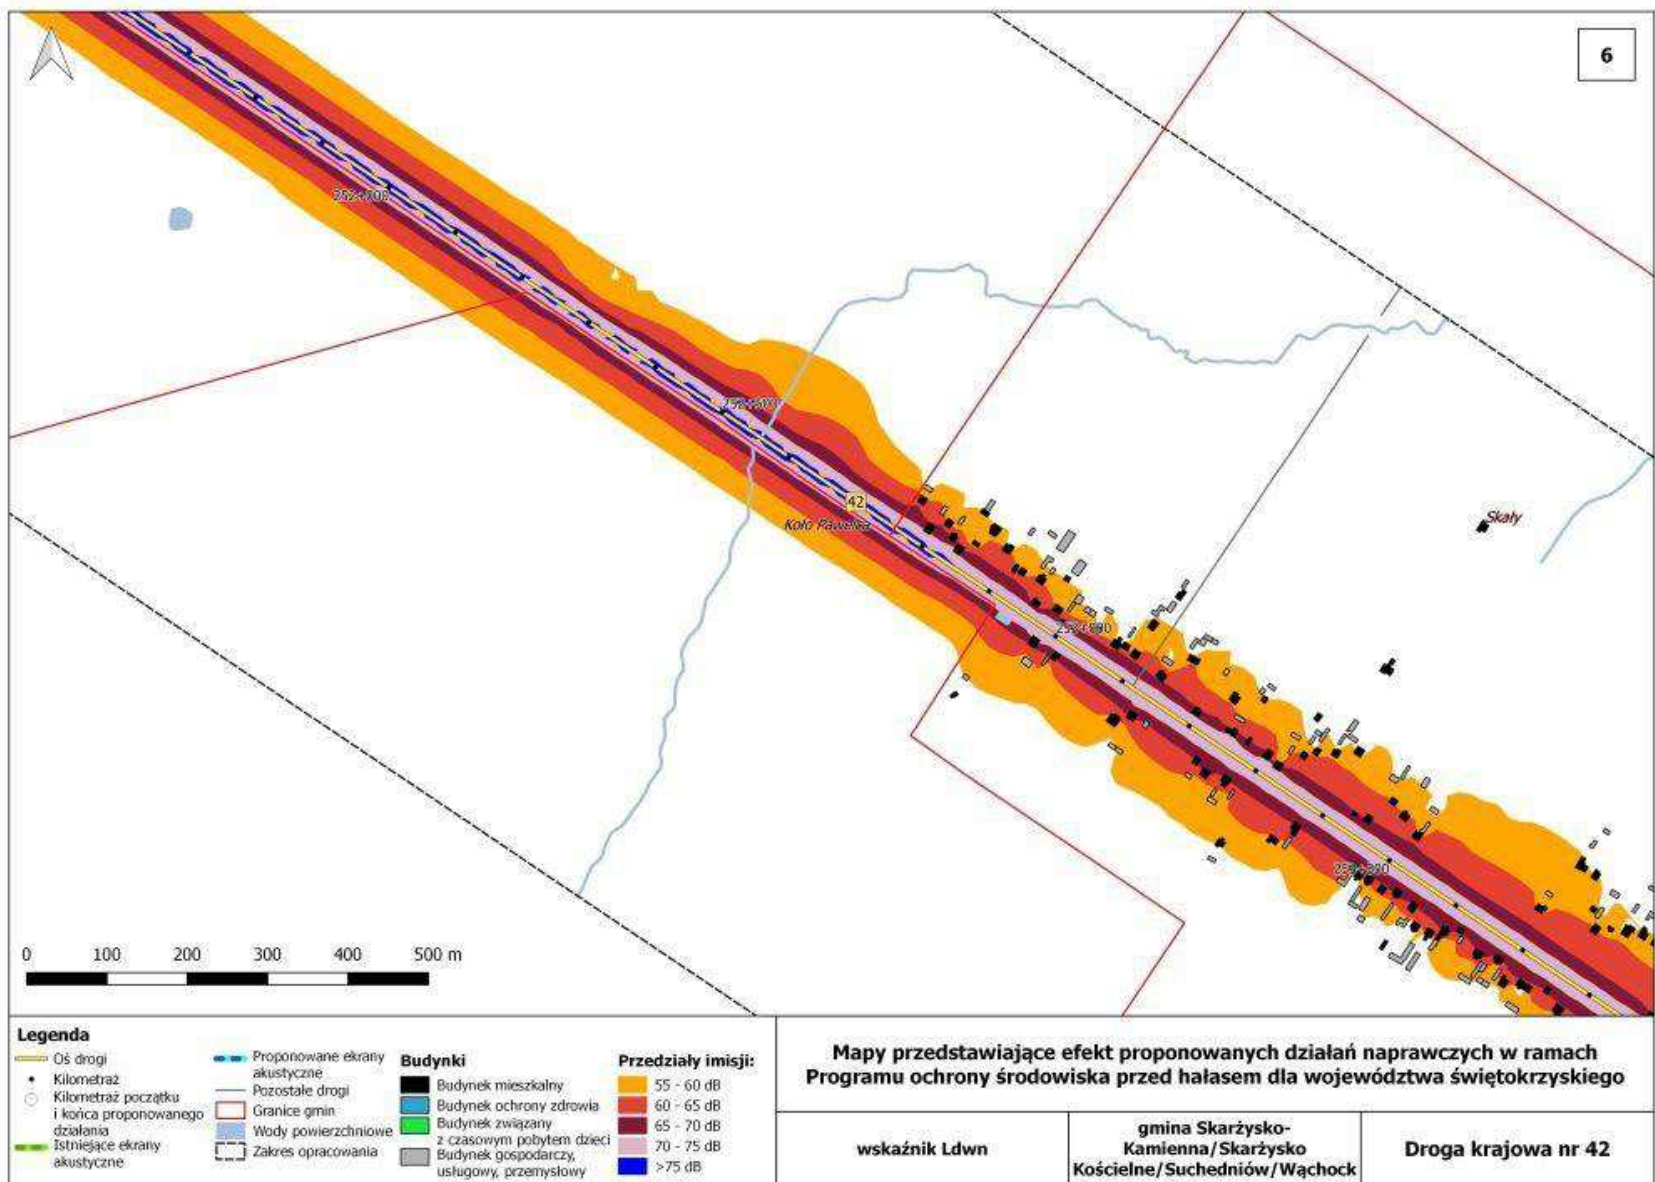 6
252+500
42
Koło Pawelna
Skały
0 100 200 300 400 500 m
Legenda
Oś drogi
Kilometraż
Kilometraż początku
i końca proponowanego
działania
Istniejące ekrany
akustyczne
Proponowane ekrany
akustyczne
Pozostałe drogi
Granice gmin
Wody powierzchniowe
Zakres opracowania
Budynki
Budynek mieszkalny
Budynek ochrony zdrowia
Budynek związany
z czasowym pobytem dzieci
Budynek gospodarczy,
usługowy, przemysłowy
Przedziały imisji:
55 - 60 dB
60 - 65 dB
65 - 70 dB
70 - 75 dB
>75 dB
Mapy przedstawiające efekt proponowanych działań naprawczych w ramach
Programu ochrony środowiska przed hałasem dla województwa świętokrzyskiego
wskaźnik Ldwn
gmina Skarżysko-
Kamienna/Skarżysko
Kościelne/Suchedniów/Wąchock
Droga krajowa nr 42